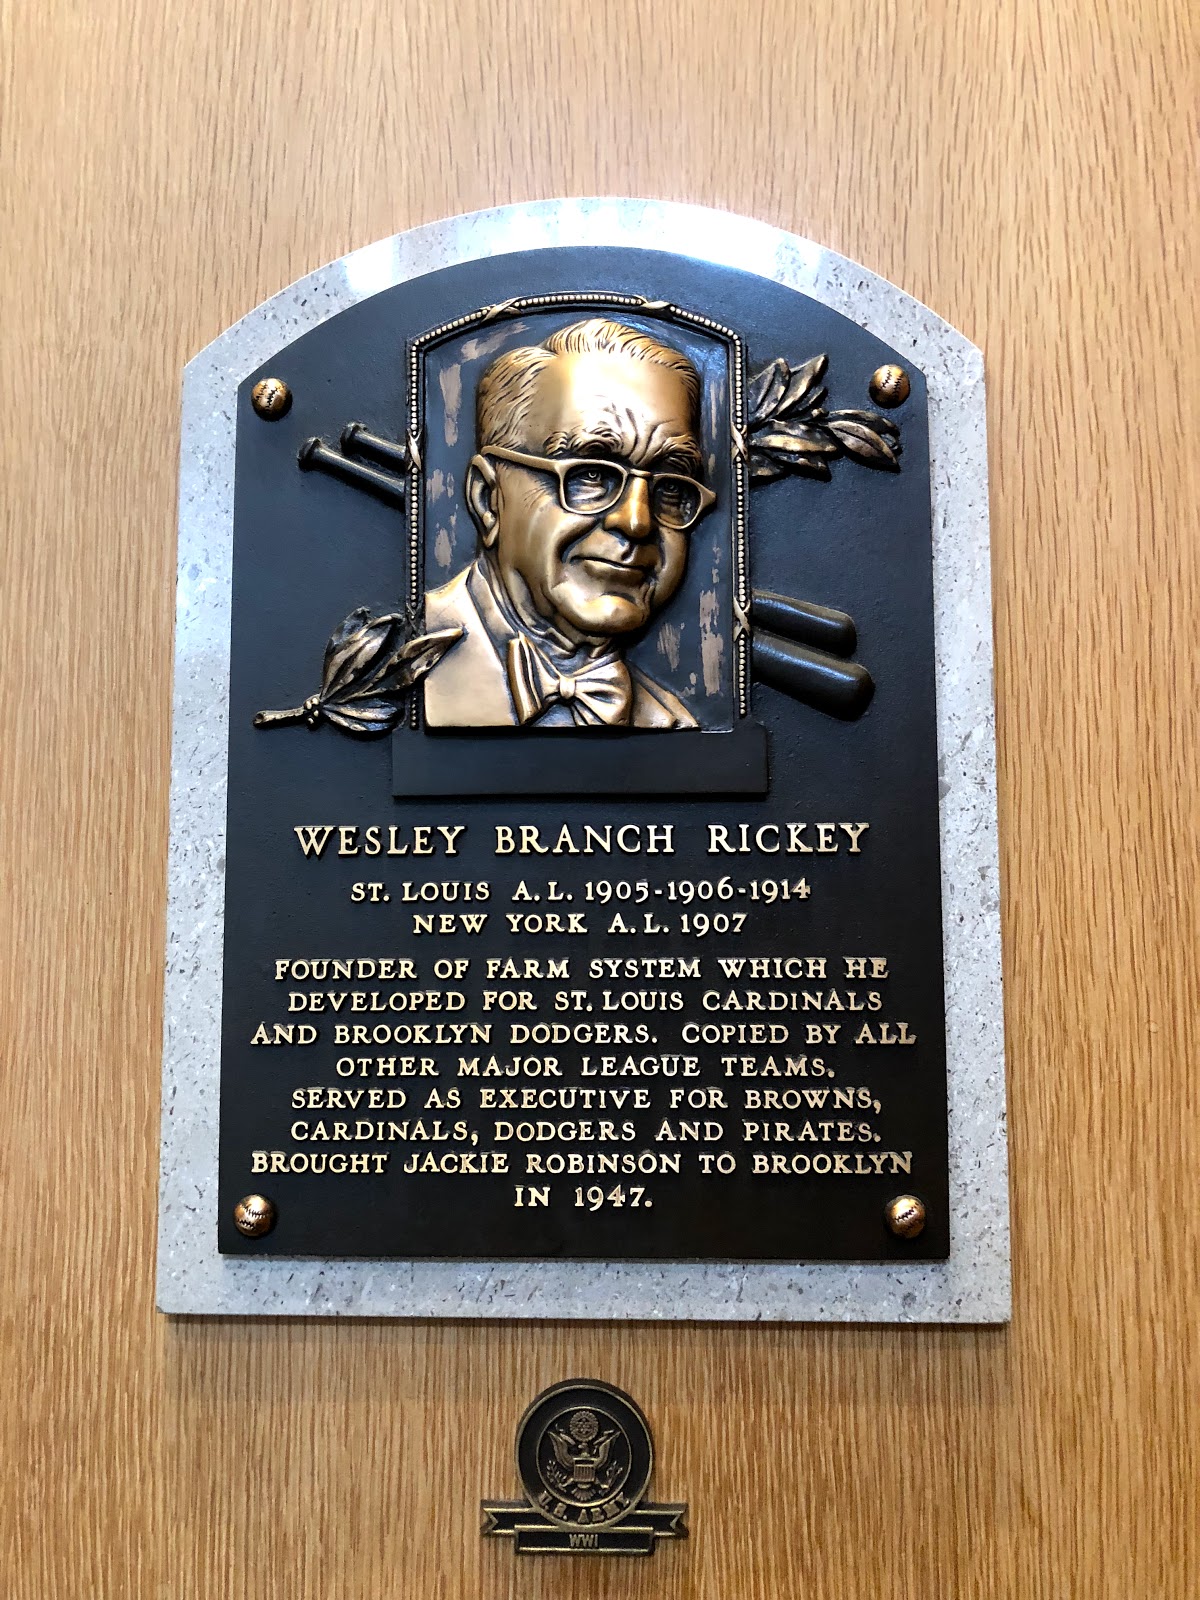 WESLEY BRANCH RICKEY
ST. LOUIS A.L. 1905-1906-1914
NEW YORK A.L. 1907
FOUNDER OF FARM SYSTEM WHICH HE
DEVELOPED FOR ST. LOUIS CARDINALS
AND BROOKLYN DODGERS. COPIED BY ALL
OTHER MAJOR LEAGUE TEAMS.
SERVED AS EXECUTIVE FOR BROWNS,
CARDINALS, DODGERS AND PIRATES.
BROUGHT JACKIE ROBINSON TO BROOKLYN
IN 1947.
U.S. ARMY
WWI